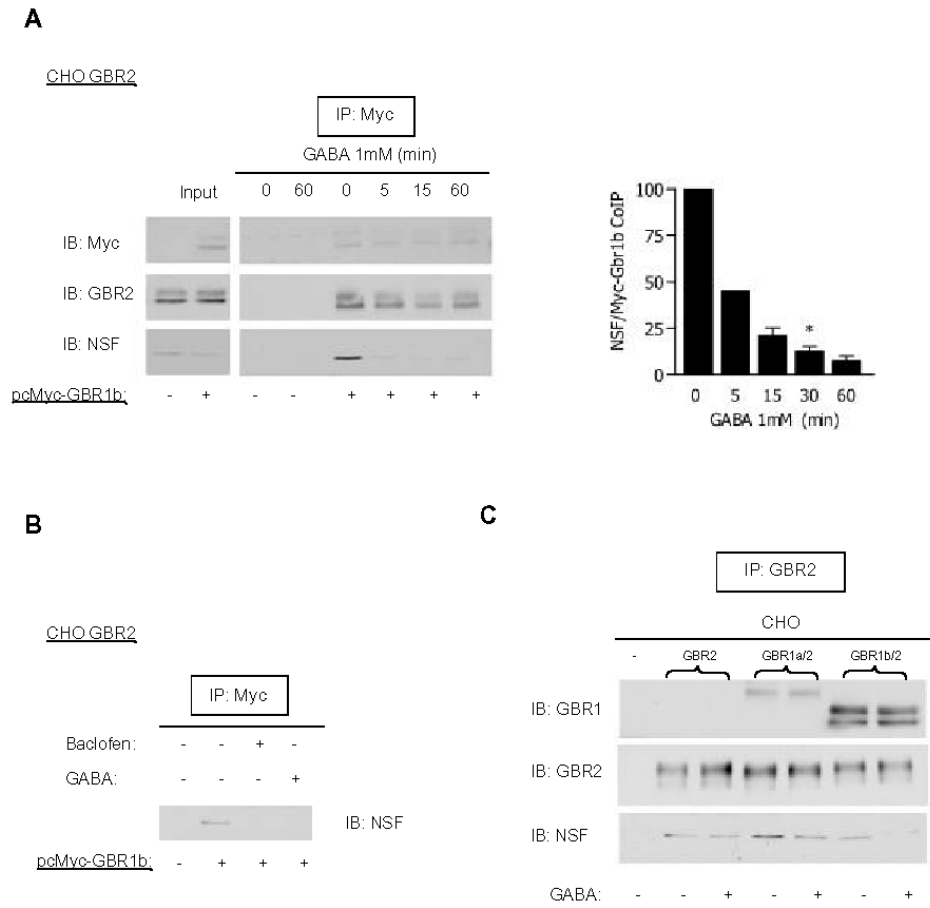 A
CHO GBR2
IP: Myc
GABA 1mM (min)
Input 0 60 0 5 15 60
IB: Myc
IB: GBR2
IB: NSF
pcMyc-GBR1b: - + - - + + + +
NSF/Myc-Gbr1b CoIP
100
75
50
25
0
*
0 5 15 30 60
GABA 1mM (min)
B
CHO GBR2
IP: Myc
Baclofen: - - + -
GABA: - - - +
IB: NSF
pcMyc-GBR1b: - + + +
C
IP: GBR2
CHO
- GBR2 GBR1a/2 GBR1b/2
IB: GBR1
IB: GBR2
IB: NSF
GABA: - - + - + - +